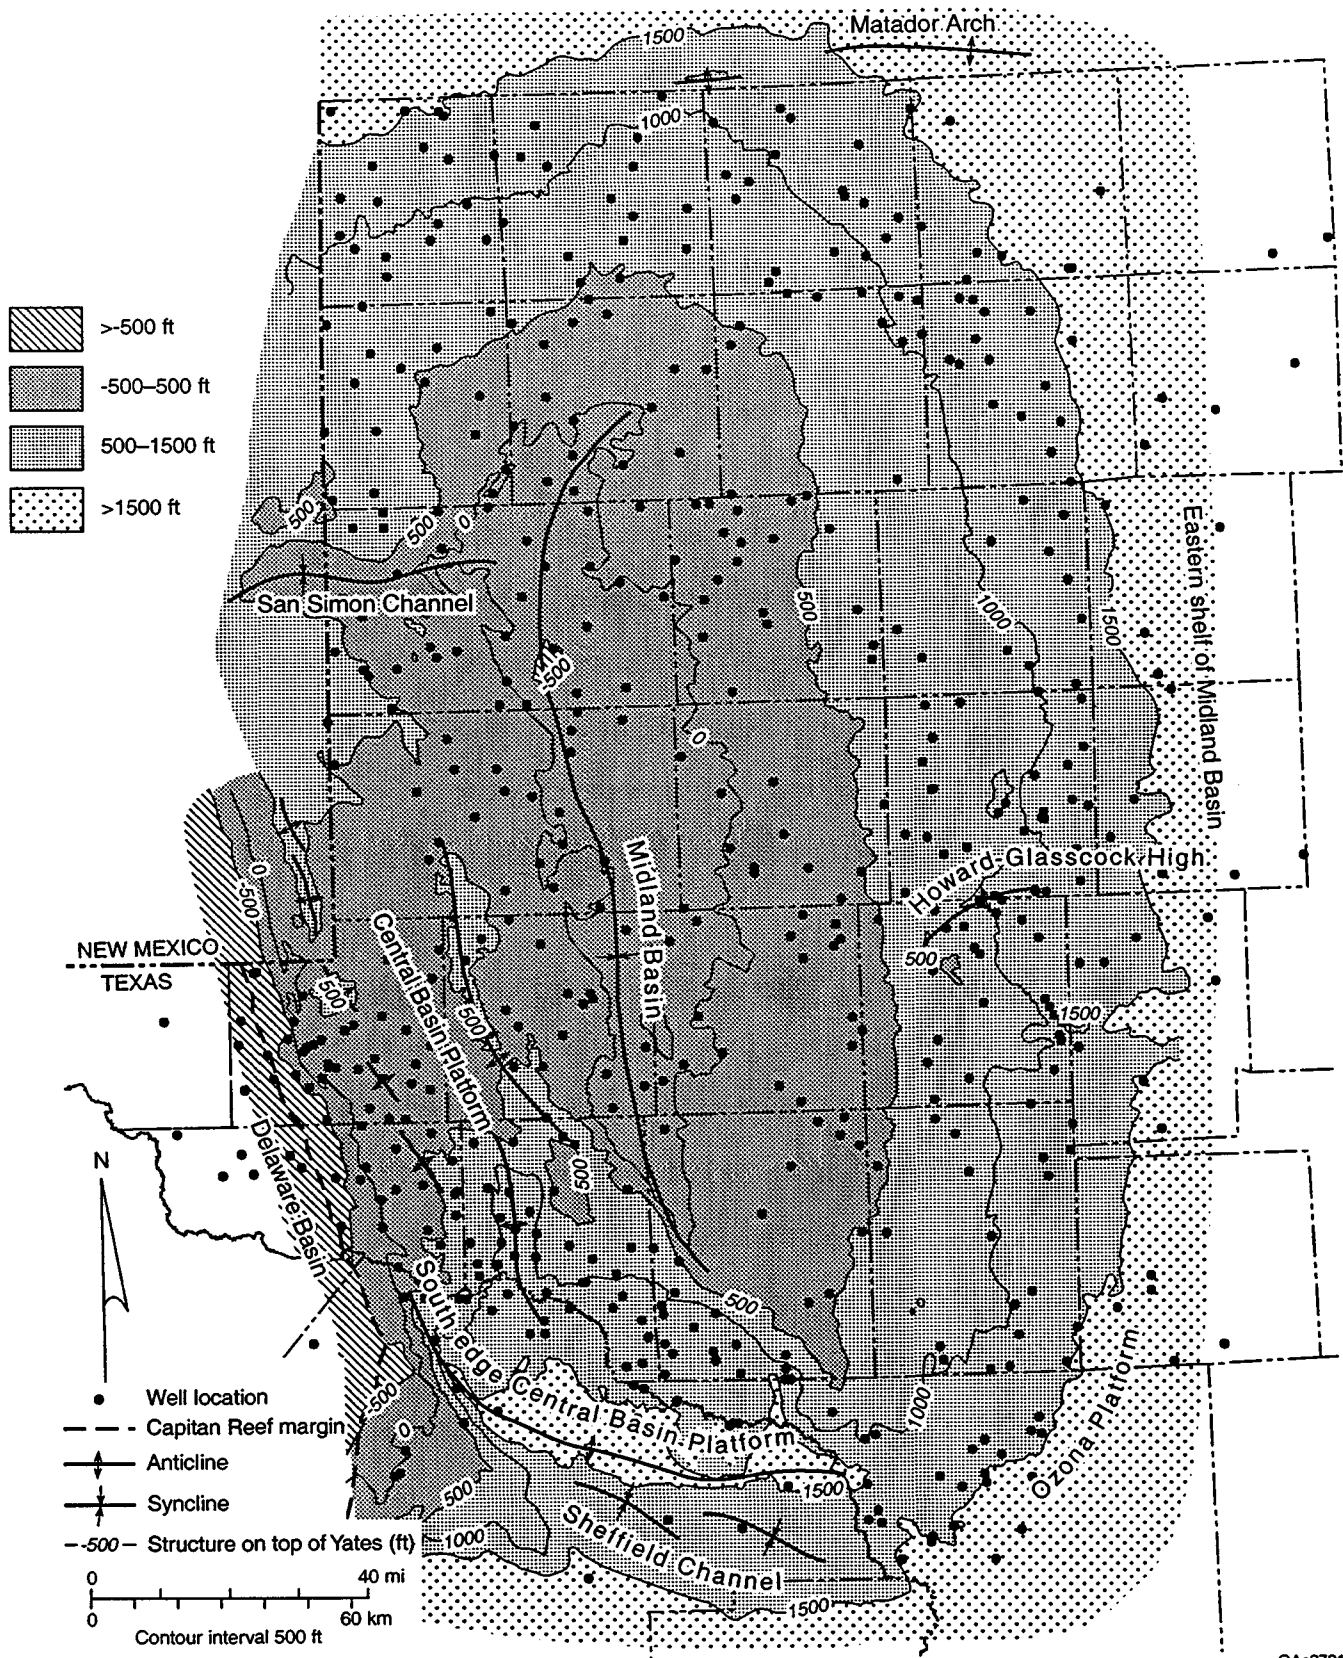 Matador Arch
1500
1000
>-500 ft
-500–500 ft
500–1500 ft
>1500 ft
500
500
0
San Simon Channel
-500
500
1000
1500
Eastern shelf of Midland Basin
0
0
-500
Midland Basin
Howard-Glasscock High
500
NEW MEXICO
TEXAS
500
Central Basin Platform
500
1500
Delaware Basin
N
500
500
South edge Central Basin Platform
1000
Ozona Platform
-500
0
500
1000
1500
Sheffield Channel
1500
Well location
Capitan Reef margin
Anticline
Syncline
-500 Structure on top of Yates (ft)
0 40 mi
0 60 km
Contour interval 500 ft